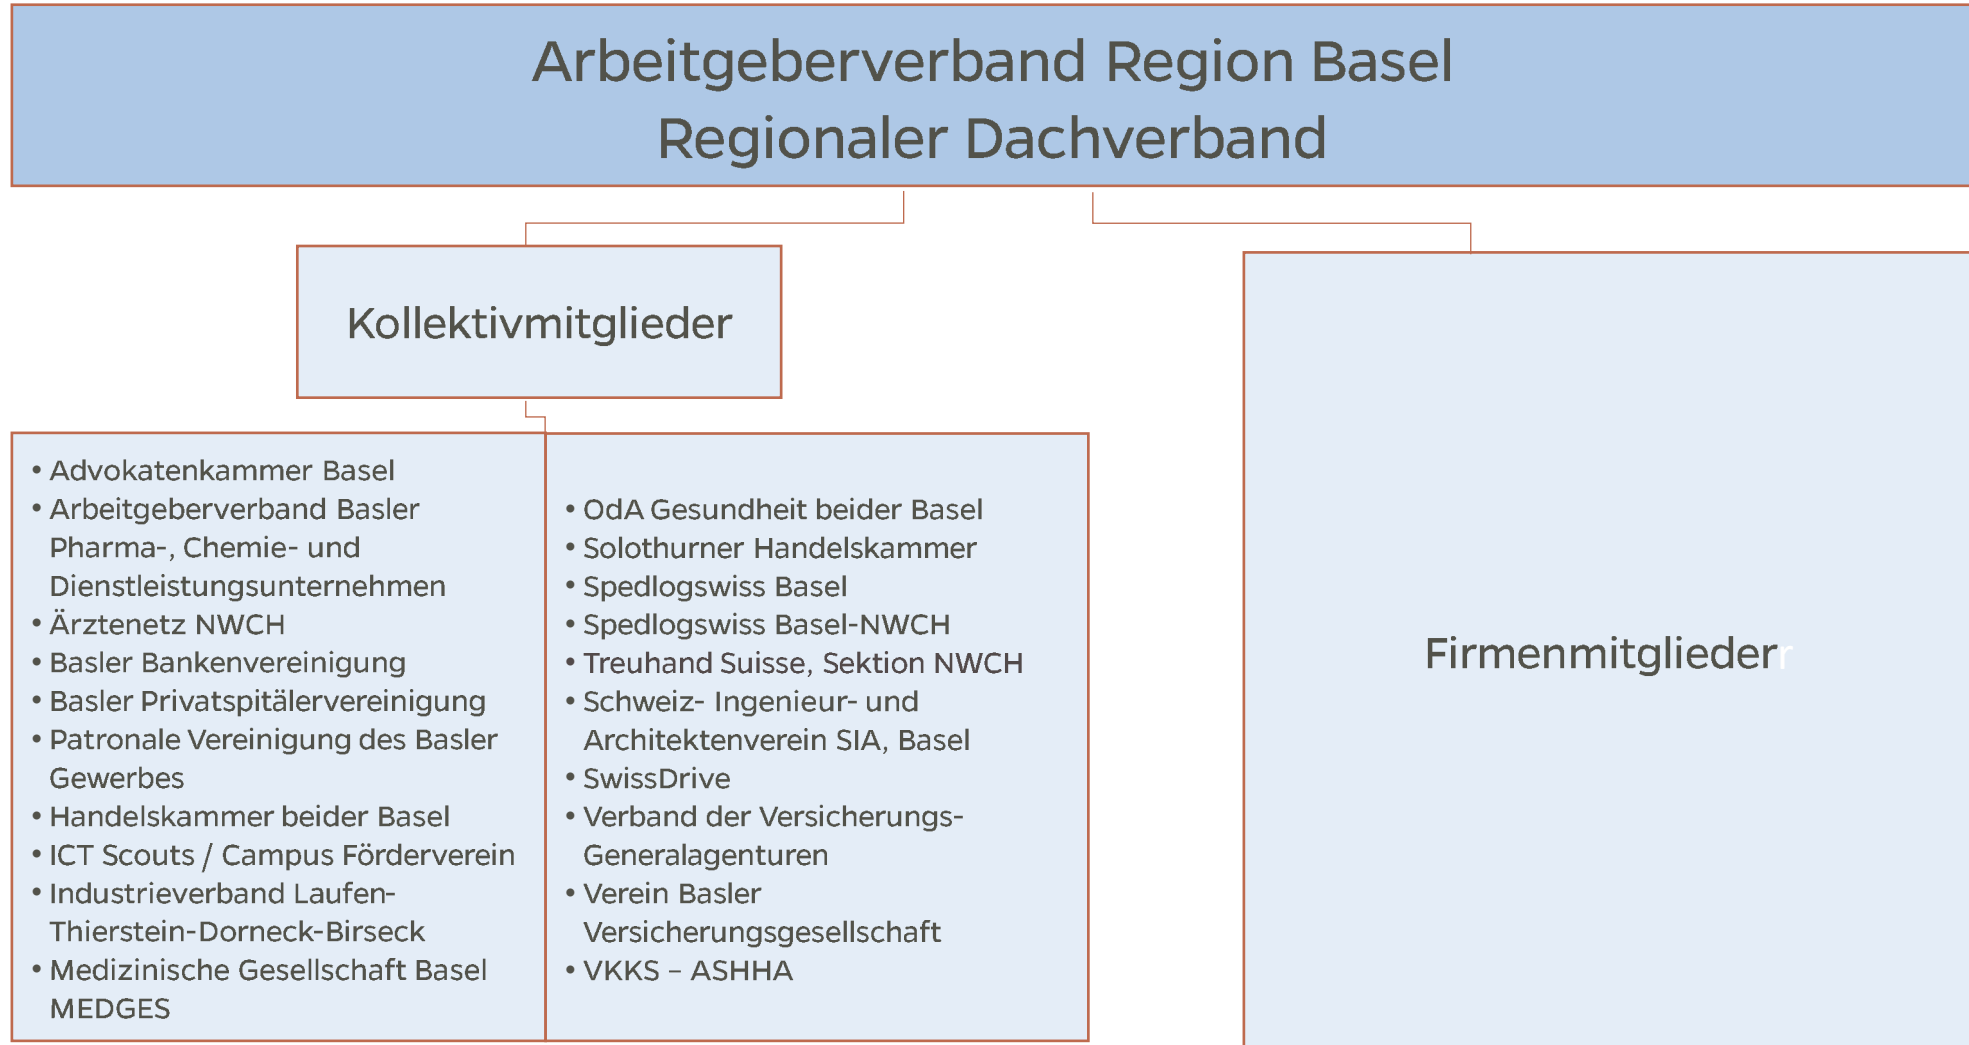 Arbeitgeberverband Region Basel
Regionaler Dachverband
Kollektivmitglieder
• Advokatenkammer Basel
• Arbeitgeberverband Basler
Pharma-, Chemie- und
Dienstleistungsunternehmen
• Ärztenetz NWCH
• Basler Bankenvereinigung
• Basler Privatspitälervereinigung
• Patronale Vereinigung des Basler
Gewerbes
• Handelskammer beider Basel
• ICT Scouts / Campus Förderverein
• Industrieverband Laufen-
Thierstein-Dorneck-Birseck
• Medizinische Gesellschaft Basel
MEDGES
• OdA Gesundheit beider Basel
• Solothurner Handelskammer
• Spedlogswiss Basel
• Spedlogswiss Basel-NWCH
• Treuhand Suisse, Sektion NWCH
• Schweiz- Ingenieur- und
Architektenverein SIA, Basel
• SwissDrive
• Verband der Versicherungs-
Generalagenturen
• Verein Basler
Versicherungsgesellschaft
• VKKS – ASHHA
Firmenmitgliederr